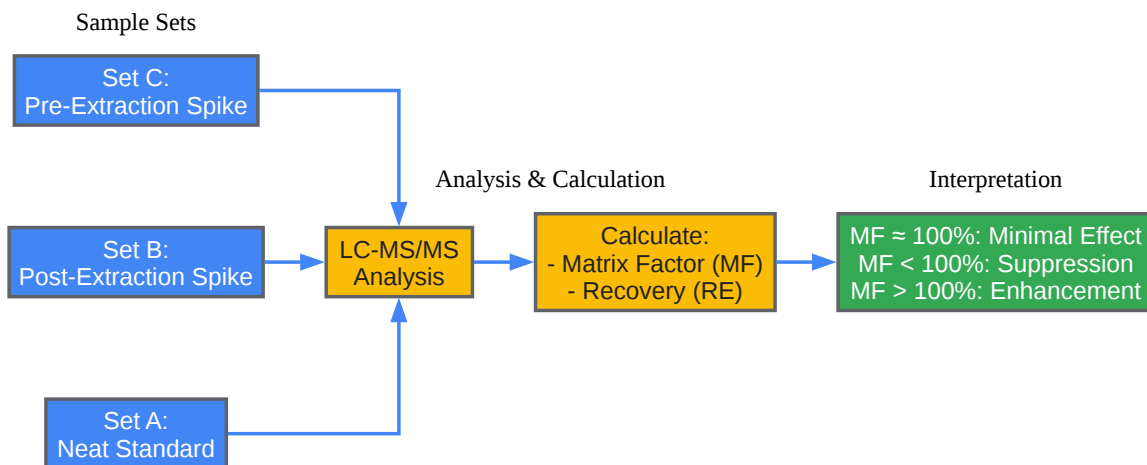 Sample Sets
Set C:
Pre-Extraction Spike
Analysis & Calculation
Interpretation
Set B:
Post-Extraction Spike
LC-MS/MS
Analysis
Calculate:
- Matrix Factor (MF)
- Recovery (RE)
MF ≈ 100%: Minimal Effect
MF < 100%: Suppression
MF > 100%: Enhancement
Set A:
Neat Standard